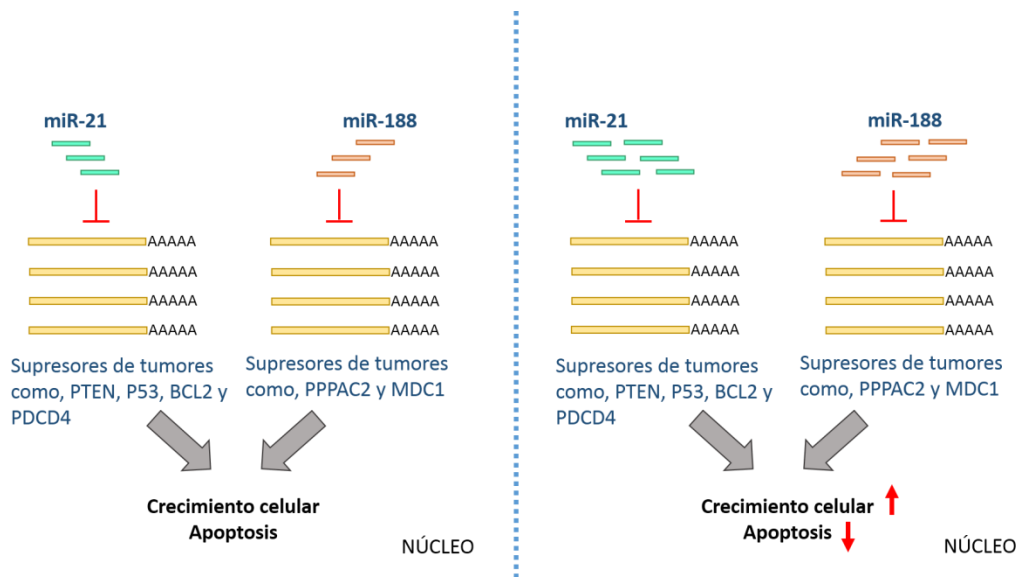 miR-21
miR-188
AAAAA
AAAAA
AAAAA
AAAAA
AAAAA
AAAAA
AAAAA
AAAAA
Supresores de tumores
como, PTEN, P53, BCL2 y
PDCD4
Supresores de tumores
como, PPPAC2 y MDC1
Crecimiento celular
Apoptosis
NÚCLEO
miR-21
miR-188
AAAAA
AAAAA
AAAAA
AAAAA
AAAAA
AAAAA
AAAAA
AAAAA
Supresores de tumores
como, PTEN, P53, BCL2 y
PDCD4
Supresores de tumores
como, PPPAC2 y MDC1
Crecimiento celular
Apoptosis
NÚCLEO